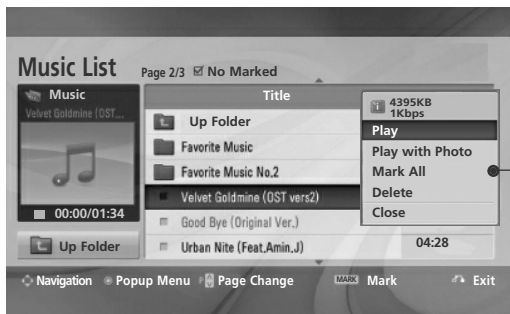 Music List
Page 2/3 No Marked
Music
Velvet Goldmine (OST...
00:00/01:34
Up Folder
Title
Up Folder
Favorite Music
Favorite Music No.2
Velvet Goldmine (OST vers2)
Good Bye (Original Ver.)
Urban Nite (Feat.Amin.J)
04:28
4395KB
1Kbps
Play
Play with Photo
Mark All
Delete
Close
Navigation Popup Menu P Page Change MARK Mark Exit